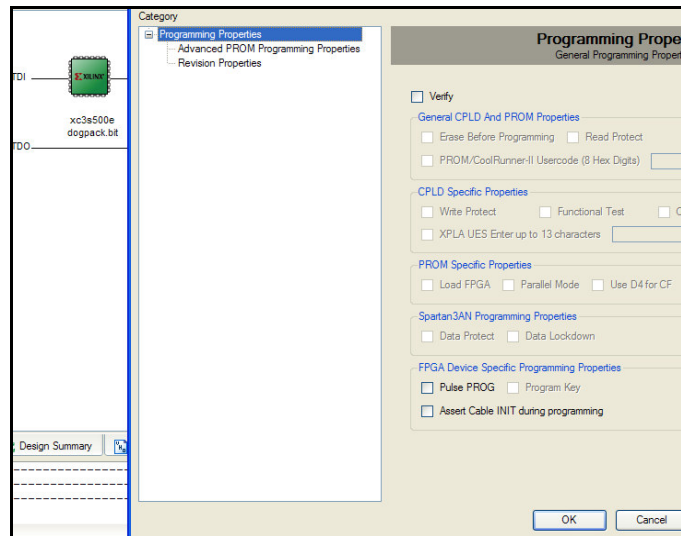 Category
Programming Properties
Advanced PROM Programming Properties
Revision Properties
TDI
XILINX
xc3s500e
dogpack.bit
TDO
Design Summary
Programming Prope
General Programming Propert
Verify
General CPLD And PROM Properties
Erase Before Programming Read Protect
PROM/CoolRunner-II Usercode (8 Hex Digits)
CPLD Specific Properties
Write Protect Functional Test
XPLA UES Enter up to 13 characters
PROM Specific Properties
Load FPGA Parallel Mode Use D4 for CF
Spartan3AN Programming Properties
Data Protect Data Lockdown
FPGA Device Specific Programming Properties
Pulse PROG Program Key
Assert Cable INIT during programming
OK Cancel